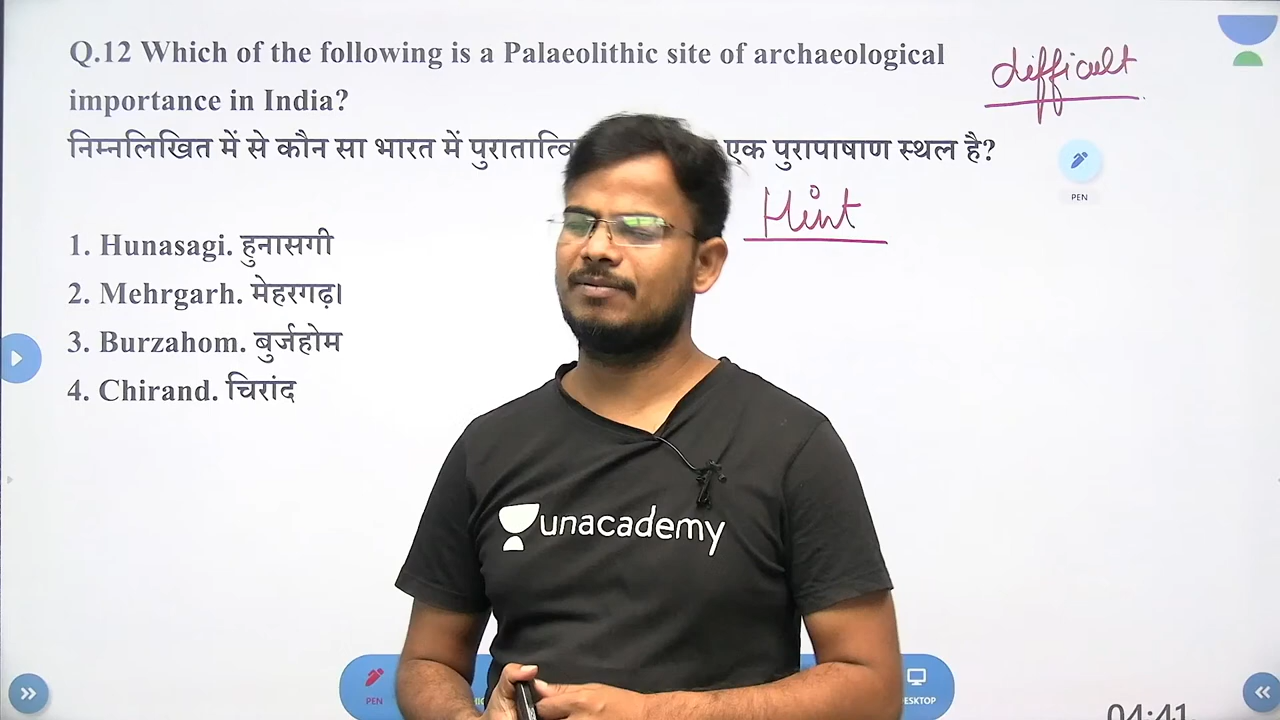 Q.12 Which of the following is a Palaeolithic site of archaeological
difficult
importance in India?
निम्नलिखित में से कौन सा भारत में एक पुरापाषाण स्थल है?
PEN
Hint
1. Hunasagi. हुनासगी
2. Mehrgarh. मेहरगढ़।
3. Burzahom. बुर्जहोम
4. Chirand. चिरांद
unacademy
PEN
04:41